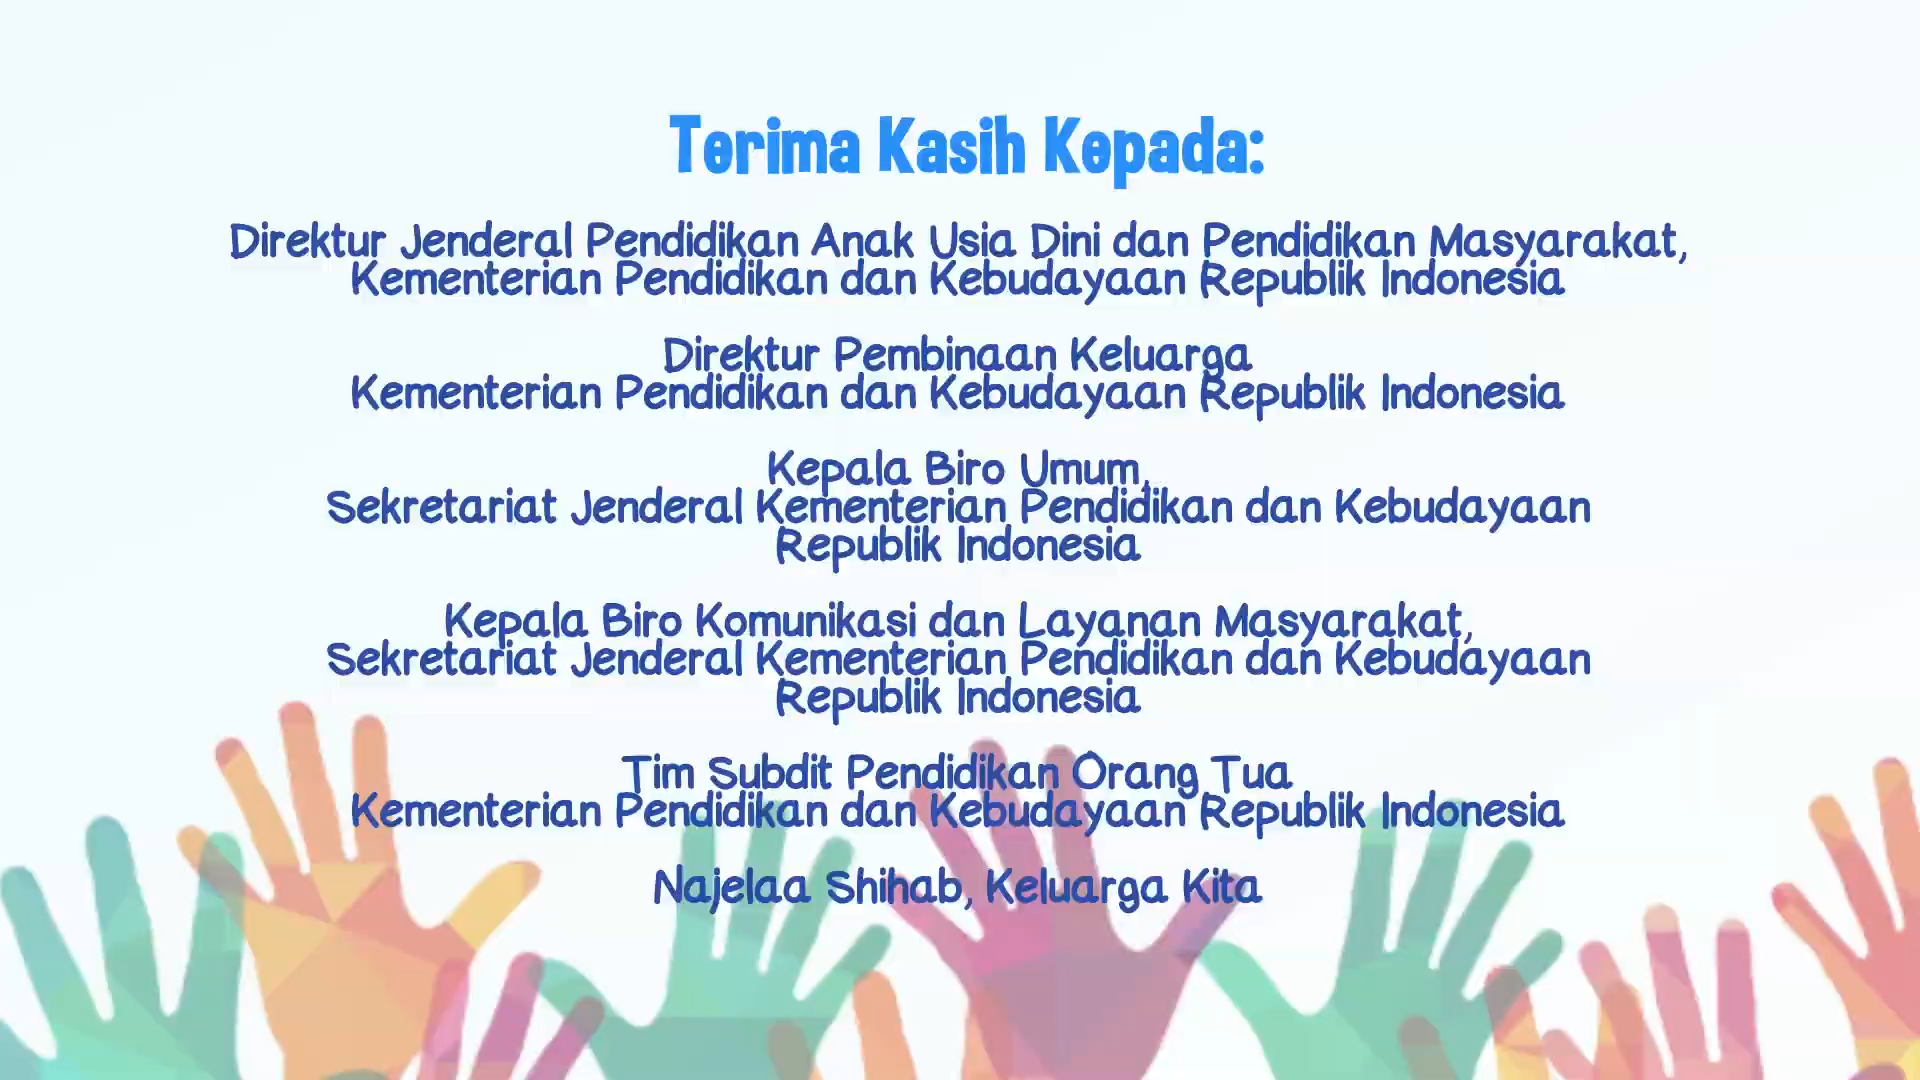 Terima Kasih Kepada:
Direktur Jenderal Pendidikan Anak Usia Dini dan Pendidikan Masyarakat,
Kementerian Pendidikan dan Kebudayaan Republik Indonesia
Direktur Pembinaan Keluarga
Kementerian Pendidikan dan Kebudayaan Republik Indonesia
Kepala Biro Umum,
Sekretariat Jenderal Kementerian Pendidikan dan Kebudayaan
Republik Indonesia
Kepala Biro Komunikasi dan Layanan Masyarakat,
Sekretariat Jenderal Kementerian Pendidikan dan Kebudayaan
Republik Indonesia
Tim Subdit Pendidikan Orang Tua
Kementerian Pendidikan dan Kebudayaan Republik Indonesia
Najelaa Shihab, Keluarga Kita